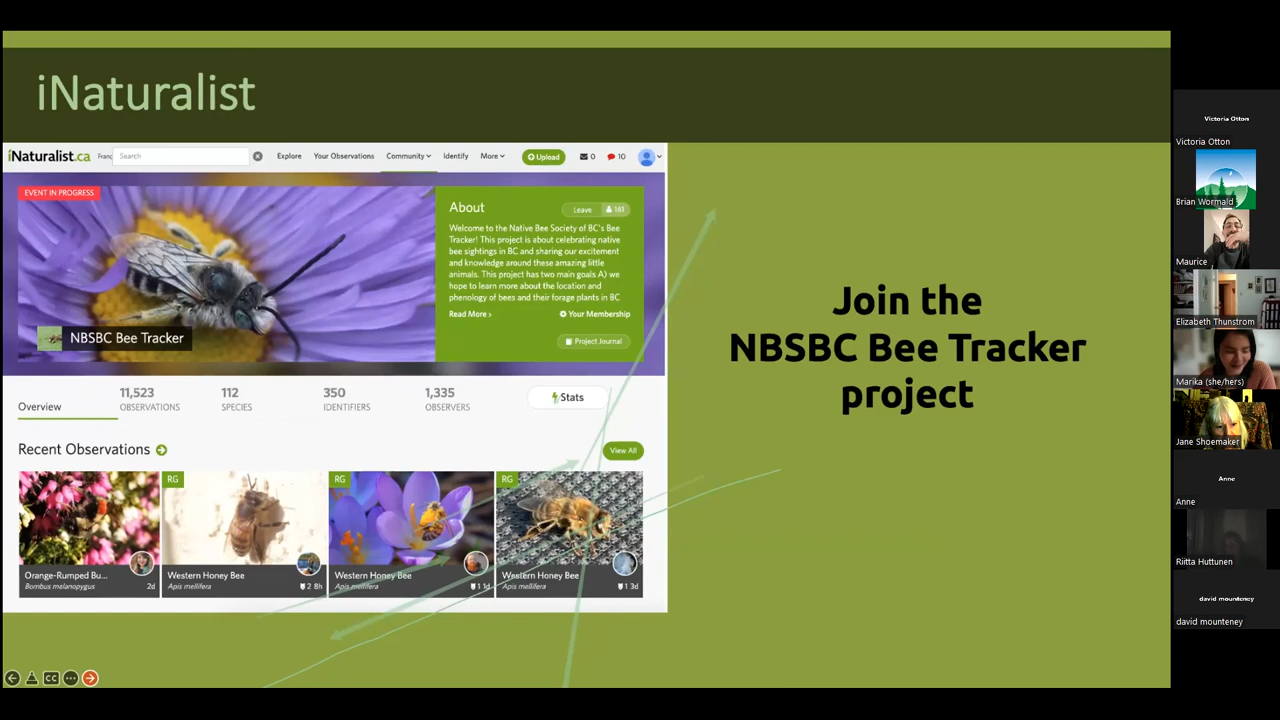 iNaturalist
iNaturalist.ca
Franç
Search
Explore
Your Observations
Community
Identify
More
Upload
0
10
EVENT IN PROGRESS
NBSBC Bee Tracker
About
Leave
161
Welcome to the Native Bee Society of BC's Bee
Tracker! This project is about celebrating native
bee sightings in BC and sharing our excitement
and knowledge around these amazing little
animals. This project has two main goals A) we
hope to learn more about the location and
phenology of bees and their forage plants in BC
Read More ›
Your Membership
Project Journal
Overview
11,523
OBSERVATIONS
112
SPECIES
350
IDENTIFIERS
1,335
OBSERVERS
Stats
Recent Observations
View All
Orange-Rumped Bu...
Bombus melanopygus
2d
RG
Western Honey Bee
Apis mellifera
2 8h
RG
Western Honey Bee
Apis mellifera
1 1d
RG
Western Honey Bee
Apis mellifera
1 3d
Join the
NBSBC Bee Tracker
project
CC
Victoria Otton
Victoria Otton
Brian Wormald
Maurice
Elizabeth Thunstrom
Marika (she/hers)
Jane Shoemaker
Anne
Anne
Riitta Huttunen
david mounteney
david mounteney